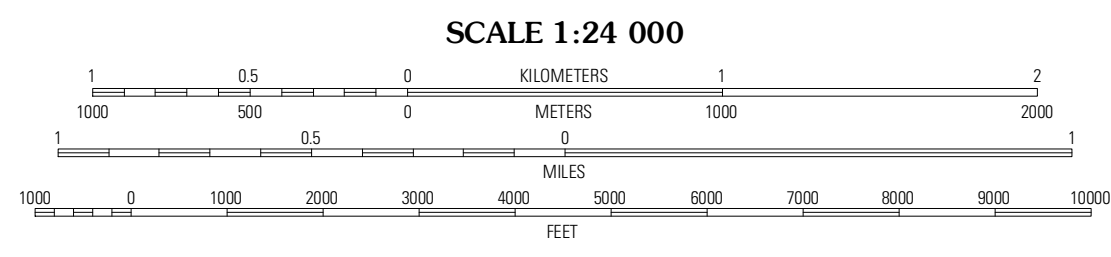 SCALE 1:24 000
1 0.5 0 KILOMETERS 1 2
1000 500 0 METERS 1000 2000
1 0.5 0 1
MILES
1000 0 1000 2000 3000 4000 5000 6000 7000 8000 9000 10000
FEET